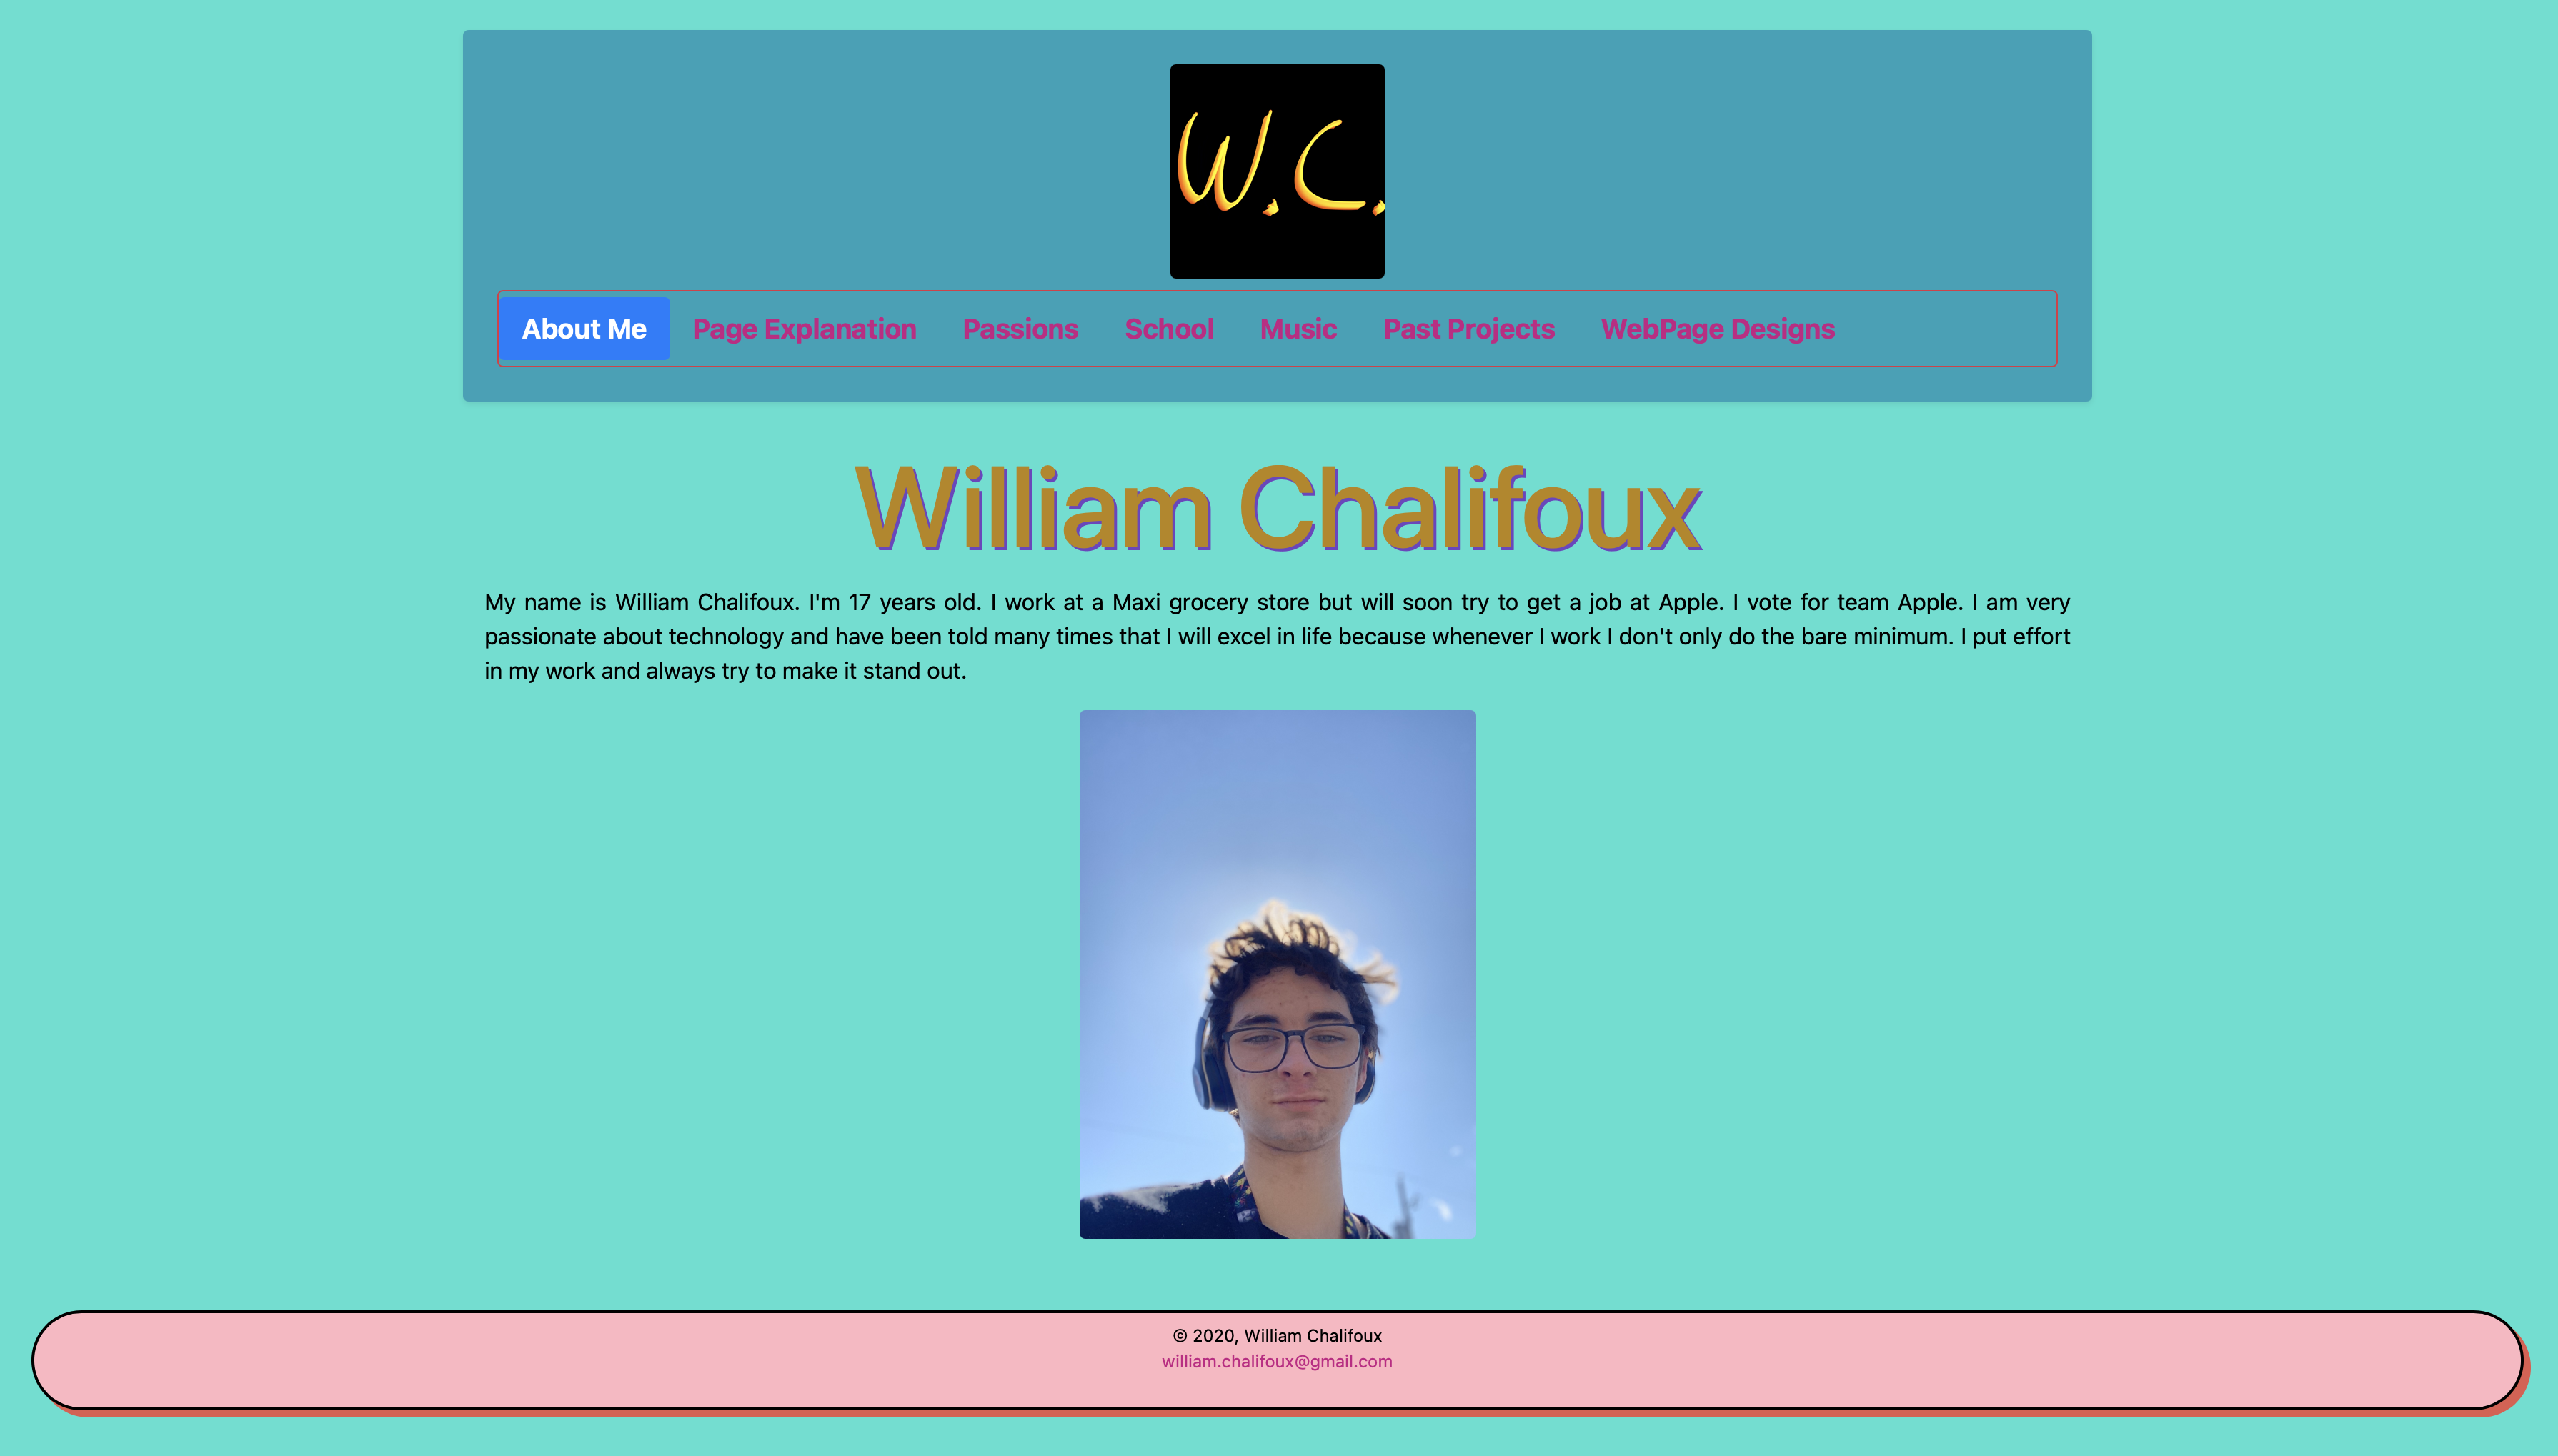 W.C.
About Me Page Explanation Passions School Music Past Projects WebPage Designs
William Chalifoux
My name is William Chalifoux. I'm 17 years old. I work at a Maxi grocery store but will soon try to get a job at Apple. I vote for team Apple. I am very
passionate about technology and have been told many times that I will excel in life because whenever I work I don't only do the bare minimum. I put effort
in my work and always try to make it stand out.
© 2020, William Chalifoux
william.chalifoux@gmail.com